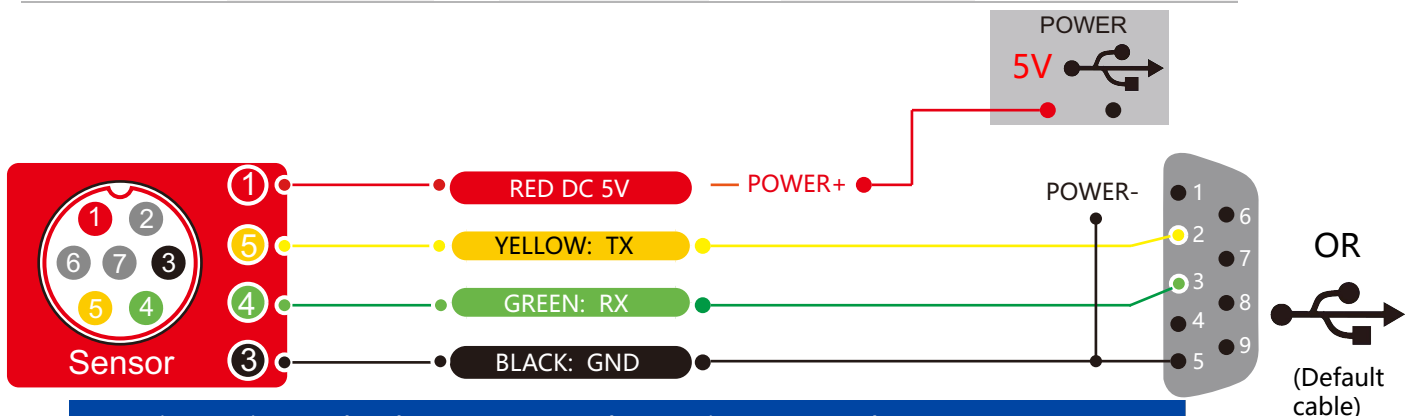 POWER
5V
1 RED DC 5V POWER+
POWER-
5 YELLOW: TX
4 GREEN: RX
3 BLACK: GND
1 2
6 7 3
5 4
Sensor
1
6
2
7
3
8
4
9
5
OR
(Default
cable)